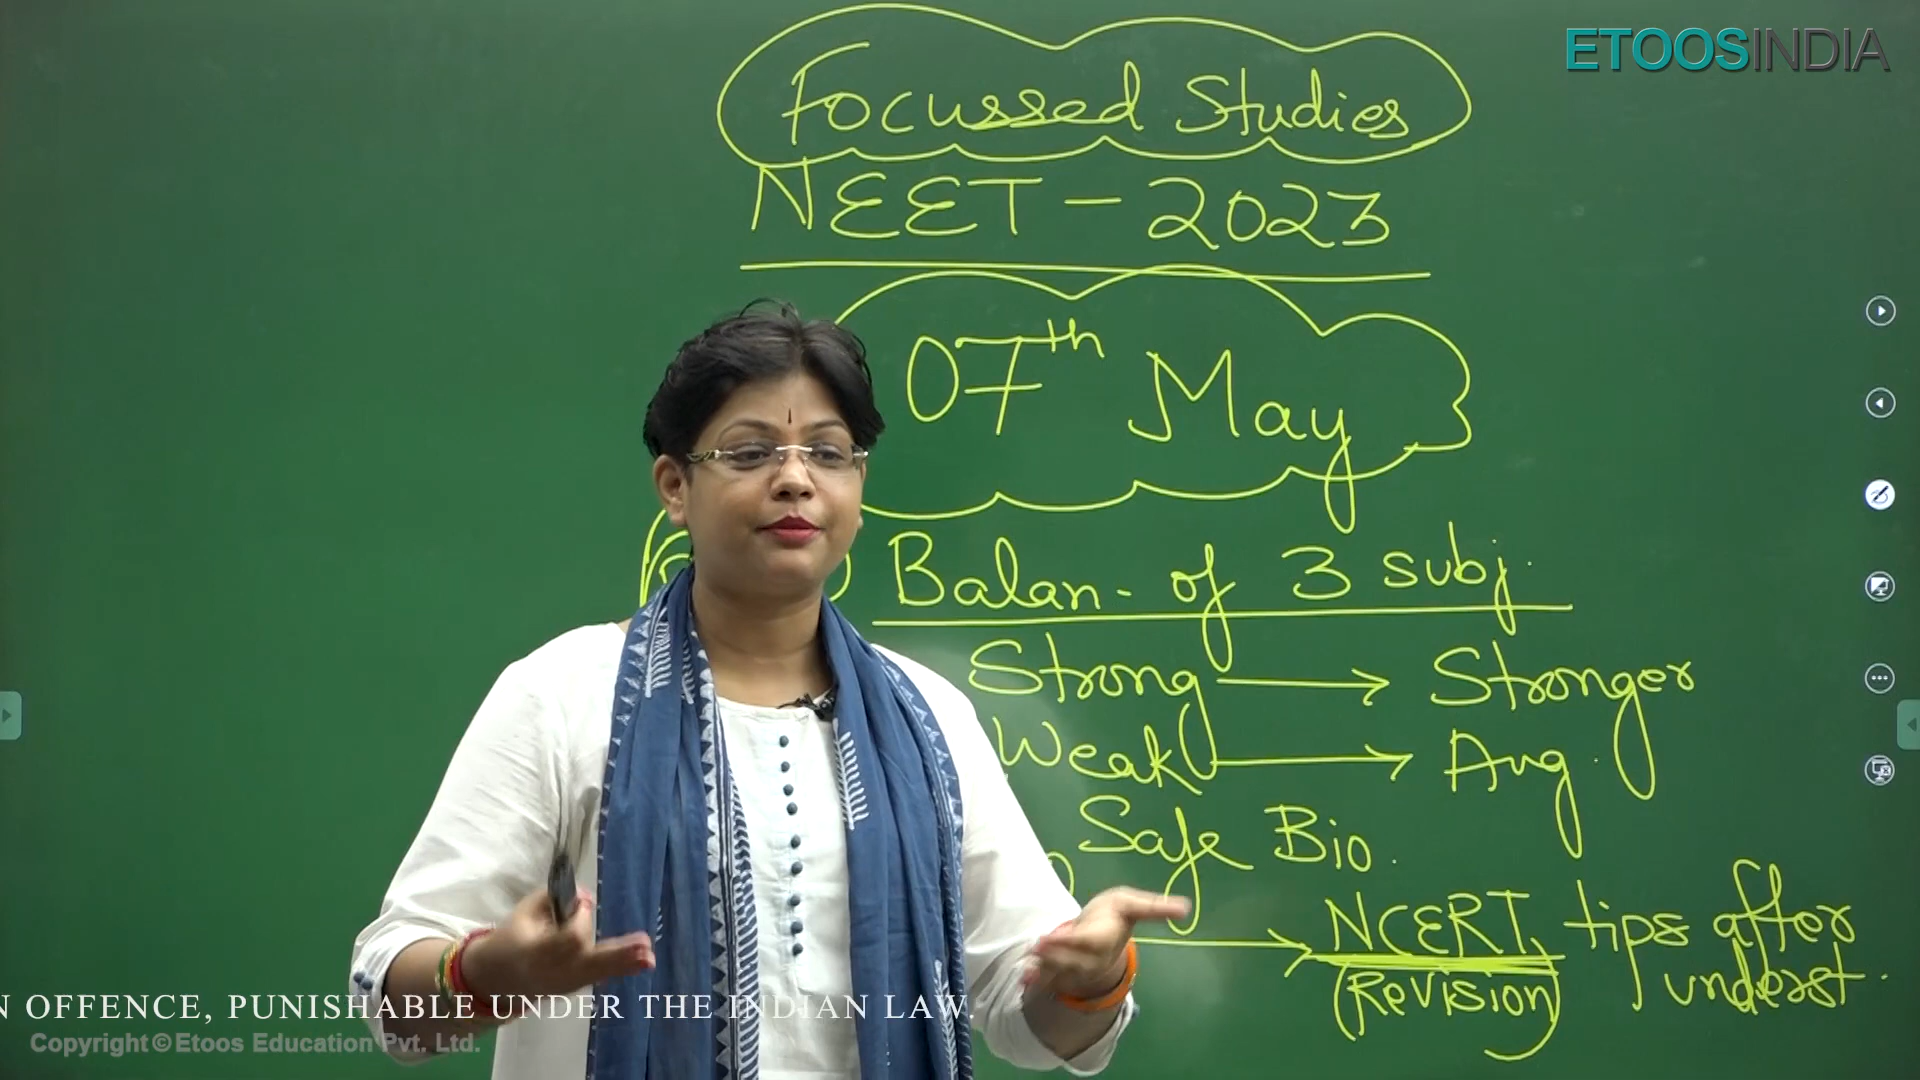 ETOOSINDIA
Focussed Studies
NEET - 2023
07th May
Balan. of 3 subj.
Strong → Stronger
Weak → Avg.
Safe Bio.
→ NCERT, tips after
(Revision) underst.
N OFFENCE, PUNISHABLE UNDER THE INDIAN LAW.
Copyright © Etoos Education Pvt. Ltd.